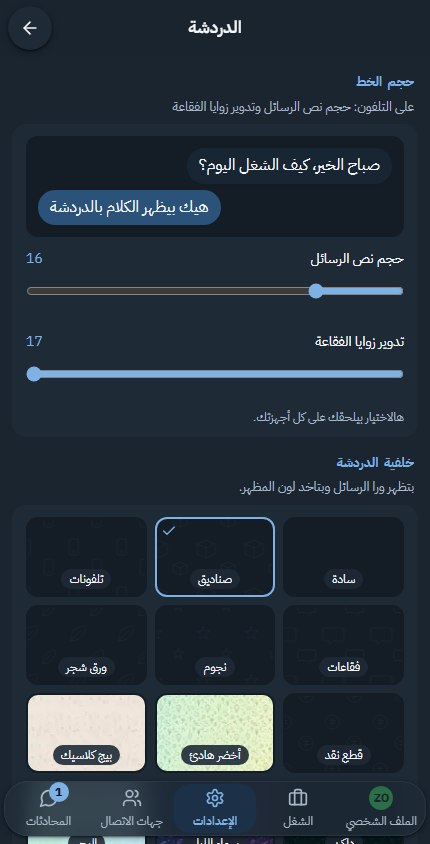 الدردشة
حجم الخط
على التلفون: حجم نص الرسائل وتدوير زوايا الفقاعة
صباح الخير، كيف الشغل اليوم؟
هيك بيظهر الكلام بالدردشة
حجم نص الرسائل 16
تدوير زوايا الفقاعة 17
هالاختيار بيلحقك على كل أجهزتك.
خلفية الدردشة
بتظهر ورا الرسائل وبتاخد لون المظهر.
سادة
صناديق
تلفونات
فقاعات
نجوم
ورق شجر
قطع نقد
أخضر هادئ
بيج كلاسيك
ZO
1
الملف الشخصي
الشغل
الإعدادات
جهات الاتصال
المحادثات